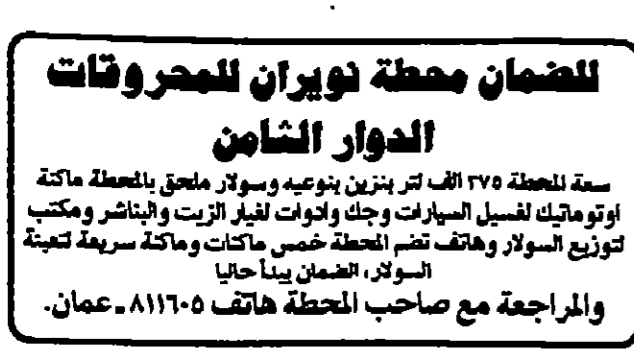 للضمان محطة نويران للمحروقات
الدوار الثامن
سعة المحطة ٢٧٥ الف لتر بنزين بنوعيه وسولار ملحق بالمحطة ماكنة
اوتوماتيك لغسيل السيارات وجك وادوات لغيار الزيت والبناشر ومكتب
لتوزيع السولار وهاتف تضم المحطة خمس ماكنات وماكنة سريعة لتعبئة
السولار، الضمان يبدأ حاليا
والمراجعة مع صاحب المحطة هاتف ٨١١٦٠٥ ـ عمان.